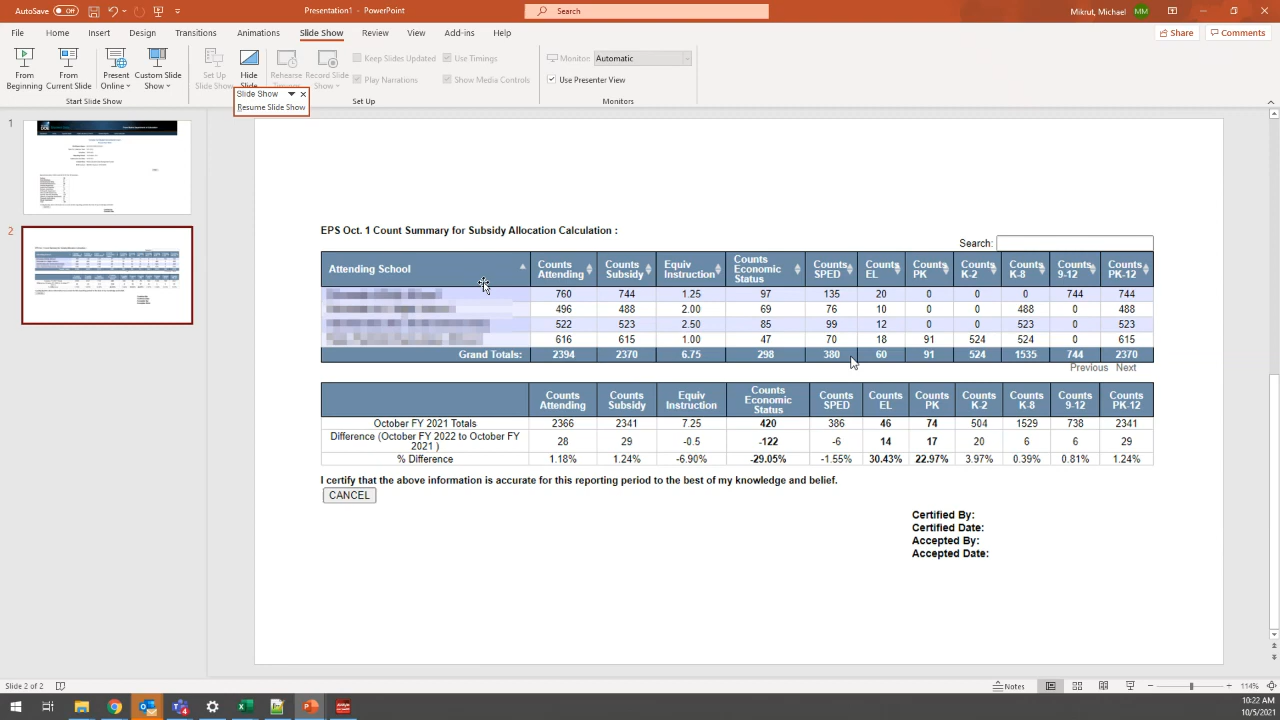 AutoSave Off Presentation1 - PowerPoint Search Mikrut, Michael MM
File Home Insert Design Transitions Animations Slide Show Review View Add-ins Help Share Comments
From Beginning From Current Slide Present Online Custom Slide Show Set Up Slide Show Hide Slide Rehearse Timings Record Slide Show
Keep Slides Updated Use Timings Monitor Automatic
Play Narrations Show Media Controls Use Presenter View
Start Slide Show Set Up Monitors
Slide Show
Resume Slide Show
1
2
EPS Oct. 1 Count Summary for Subsidy Allocation Calculation :
Search:
Attending School Counts Attending Counts Subsidy Equiv Instruction Counts Economic Status Counts SPED Counts EL Counts PK Counts K-2 Counts K-8 Counts 9-12 Counts PK-12
760 744 1.25 97 135 20 0 0 0 744 744
496 488 2.00 69 76 10 0 0 488 0 488
522 523 2.50 85 99 12 0 0 523 0 523
616 615 1.00 47 70 18 91 524 524 0 615
Grand Totals: 2394 2370 6.75 298 380 60 91 524 1535 744 2370
Previous Next
Counts Attending Counts Subsidy Equiv Instruction Counts Economic Status Counts SPED Counts EL Counts PK Counts K-2 Counts K-8 Counts 9-12 Counts PK-12
October FY 2021 Totals 2366 2341 7.25 420 386 46 74 504 1529 738 2341
Difference (October FY 2022 to October FY 2021 ) 28 29 -0.5 -122 -6 14 17 20 6 6 29
% Difference 1.18% 1.24% -6.90% -29.05% -1.55% 30.43% 22.97% 3.97% 0.39% 0.81% 1.24%
I certify that the above information is accurate for this reporting period to the best of my knowledge and belief.
CANCEL
Certified By:
Certified Date:
Accepted By:
Accepted Date:
Slide 2 of 2 Notes 114%
10:22 AM
10/5/2021